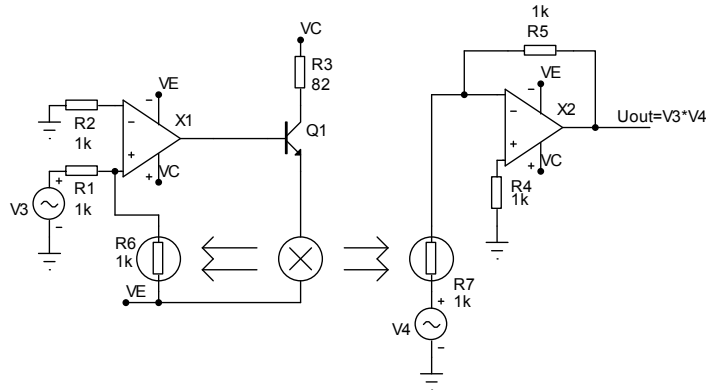 VC
R3
82
VE
−
R2
1k
−
X1
+
+
VC
Q1
R1
1k
+
V3
−
R6
1k
VE
1k
R5
VE
−
−
X2
Uout=V3*V4
+
+
VC
R4
1k
R7
1k
+
V4
−